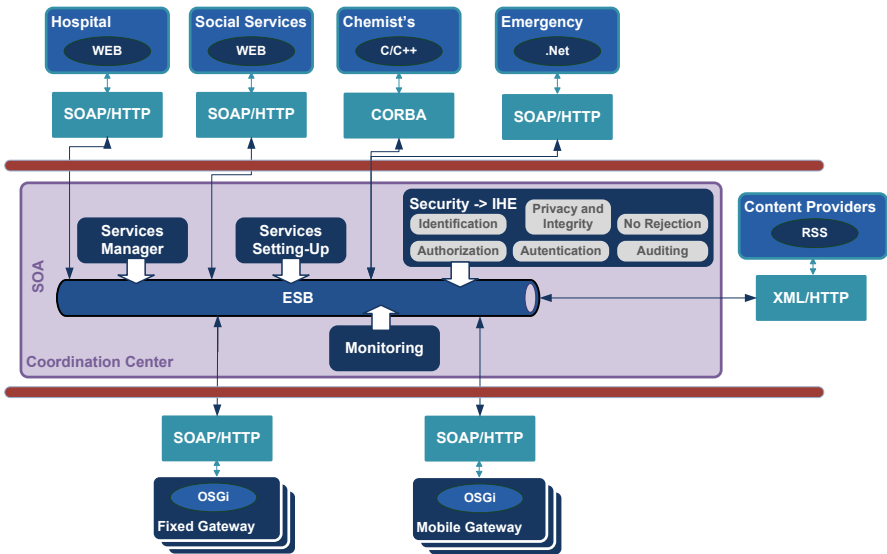 Hospital
WEB
SOAP/HTTP
Social Services
WEB
SOAP/HTTP
Chemist's
C/C++
CORBA
Emergency
.Net
SOAP/HTTP
SOA
Services
Manager
Services
Setting-Up
Security -> IHE
Identification
Privacy and
Integrity
No Rejection
Authorization
Autentication
Auditing
Content Providers
RSS
XML/HTTP
ESB
Monitoring
Coordination Center
SOAP/HTTP
OSGi
Fixed Gateway
SOAP/HTTP
OSGi
Mobile Gateway